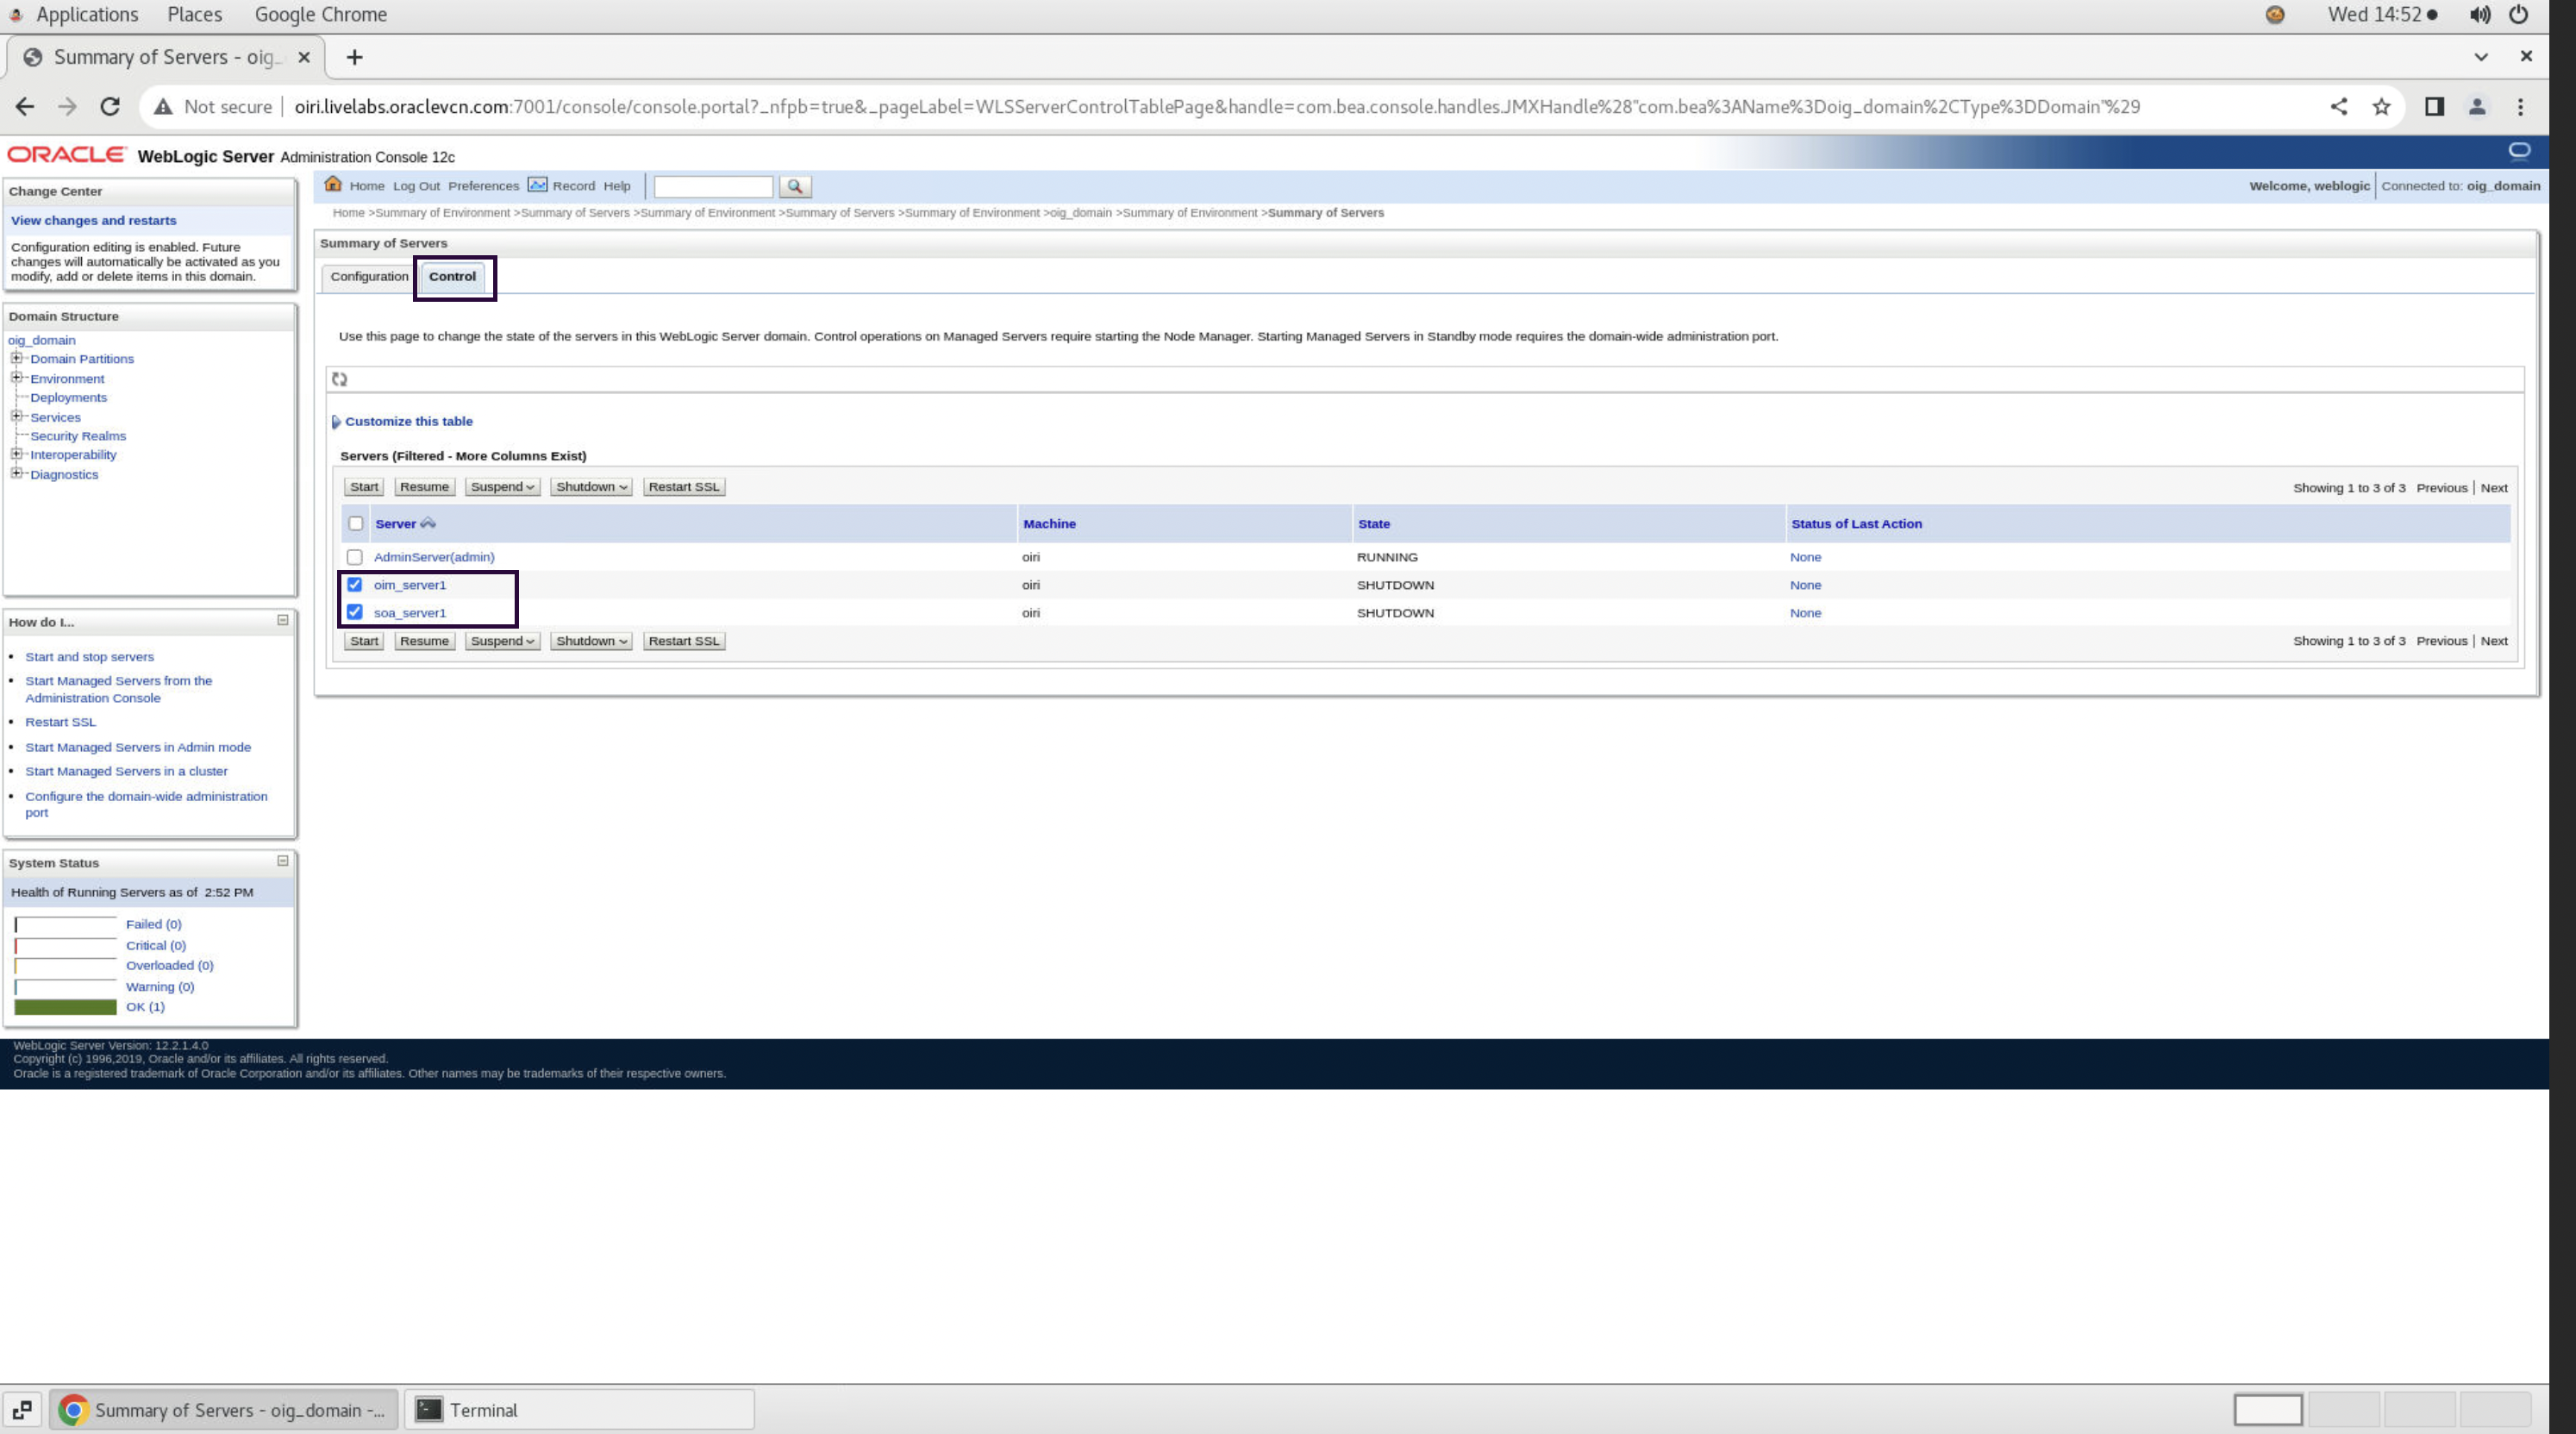 Applications Places Google Chrome Wed 14:52
Summary of Servers - oig_
Not secure oiri.livelabs.oraclevcn.com:7001/console/console.portal?_nfpb=true&_pageLabel=WLSServerControlTablePage&handle=com.bea.console.handles.JMXHandle%28"com.bea%3AName%3Doig_domain%2CType%3DDomain"%29
ORACLE WebLogic Server Administration Console 12c
Change Center
View changes and restarts
Configuration editing is enabled. Future
changes will automatically be activated as you
modify, add or delete items in this domain.
Domain Structure
oig_domain
Domain Partitions
Environment
Deployments
Services
Security Realms
Interoperability
Diagnostics
How do I...
Start and stop servers
Start Managed Servers from the
Administration Console
Restart SSL
Start Managed Servers in Admin mode
Start Managed Servers in a cluster
Configure the domain-wide administration
port
System Status
Health of Running Servers as of 2:52 PM
Failed (0)
Critical (0)
Overloaded (0)
Warning (0)
OK (1)
Home Log Out Preferences Record Help Welcome, weblogic Connected to: oig_domain
Home >Summary of Environment >Summary of Servers >Summary of Environment >Summary of Servers >Summary of Environment >oig_domain >Summary of Environment >Summary of Servers
Summary of Servers
Configuration Control
Use this page to change the state of the servers in this WebLogic Server domain. Control operations on Managed Servers require starting the Node Manager. Starting Managed Servers in Standby mode requires the domain-wide administration port.
Customize this table
Servers (Filtered - More Columns Exist)
Start Resume Suspend Shutdown Restart SSL Showing 1 to 3 of 3 Previous | Next
Server Machine State Status of Last Action
AdminServer(admin) oiri RUNNING None
oim_server1 oiri SHUTDOWN None
soa_server1 oiri SHUTDOWN None
Start Resume Suspend Shutdown Restart SSL Showing 1 to 3 of 3 Previous | Next
WebLogic Server Version: 12.2.1.4.0
Copyright (c) 1996,2019, Oracle and/or its affiliates. All rights reserved.
Oracle is a registered trademark of Oracle Corporation and/or its affiliates. Other names may be trademarks of their respective owners.
Summary of Servers - oig_domain -... Terminal